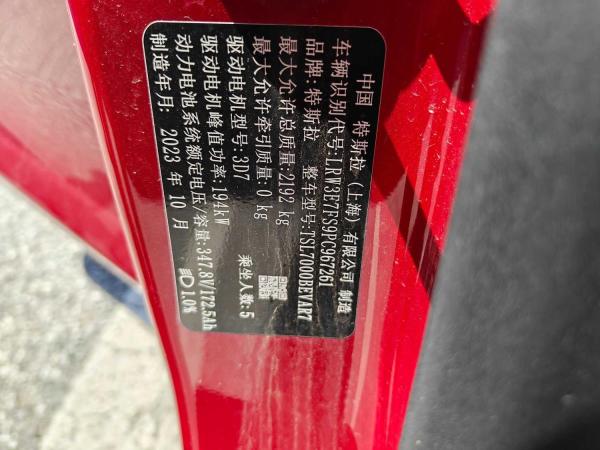 中国 特斯拉（上海）有限公司 制造
车辆识别代号:LRW3E7FS9PC967261
品牌:特斯拉 整车型号:TSL7000BEVAR7
最大允许总质量:2192 kg
最大允许牵引质量:0 kg 乘坐人数:5
驱动电机型号:3D7
驱动电机峰值功率:194kW
动力电池系统额定电压/容量:347.8V/172.5Ah
制造年月: 2023 年 10 月 1.0%